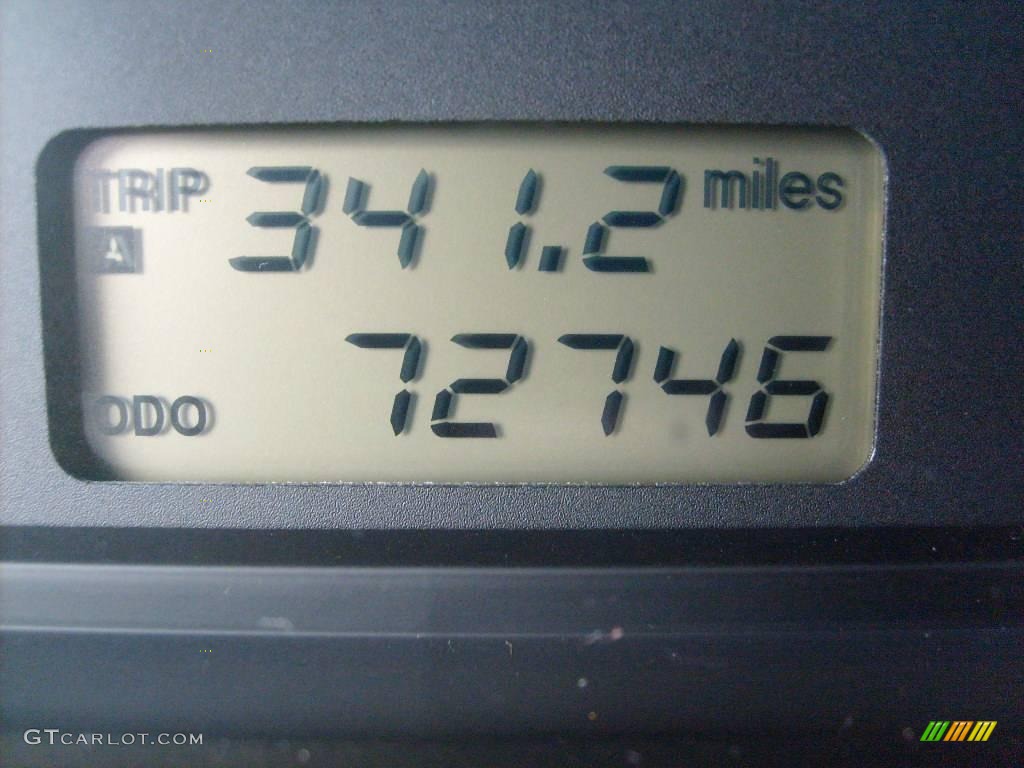 TRIP 341.2 miles
A
ODO 72746
GTCARLOT.COM